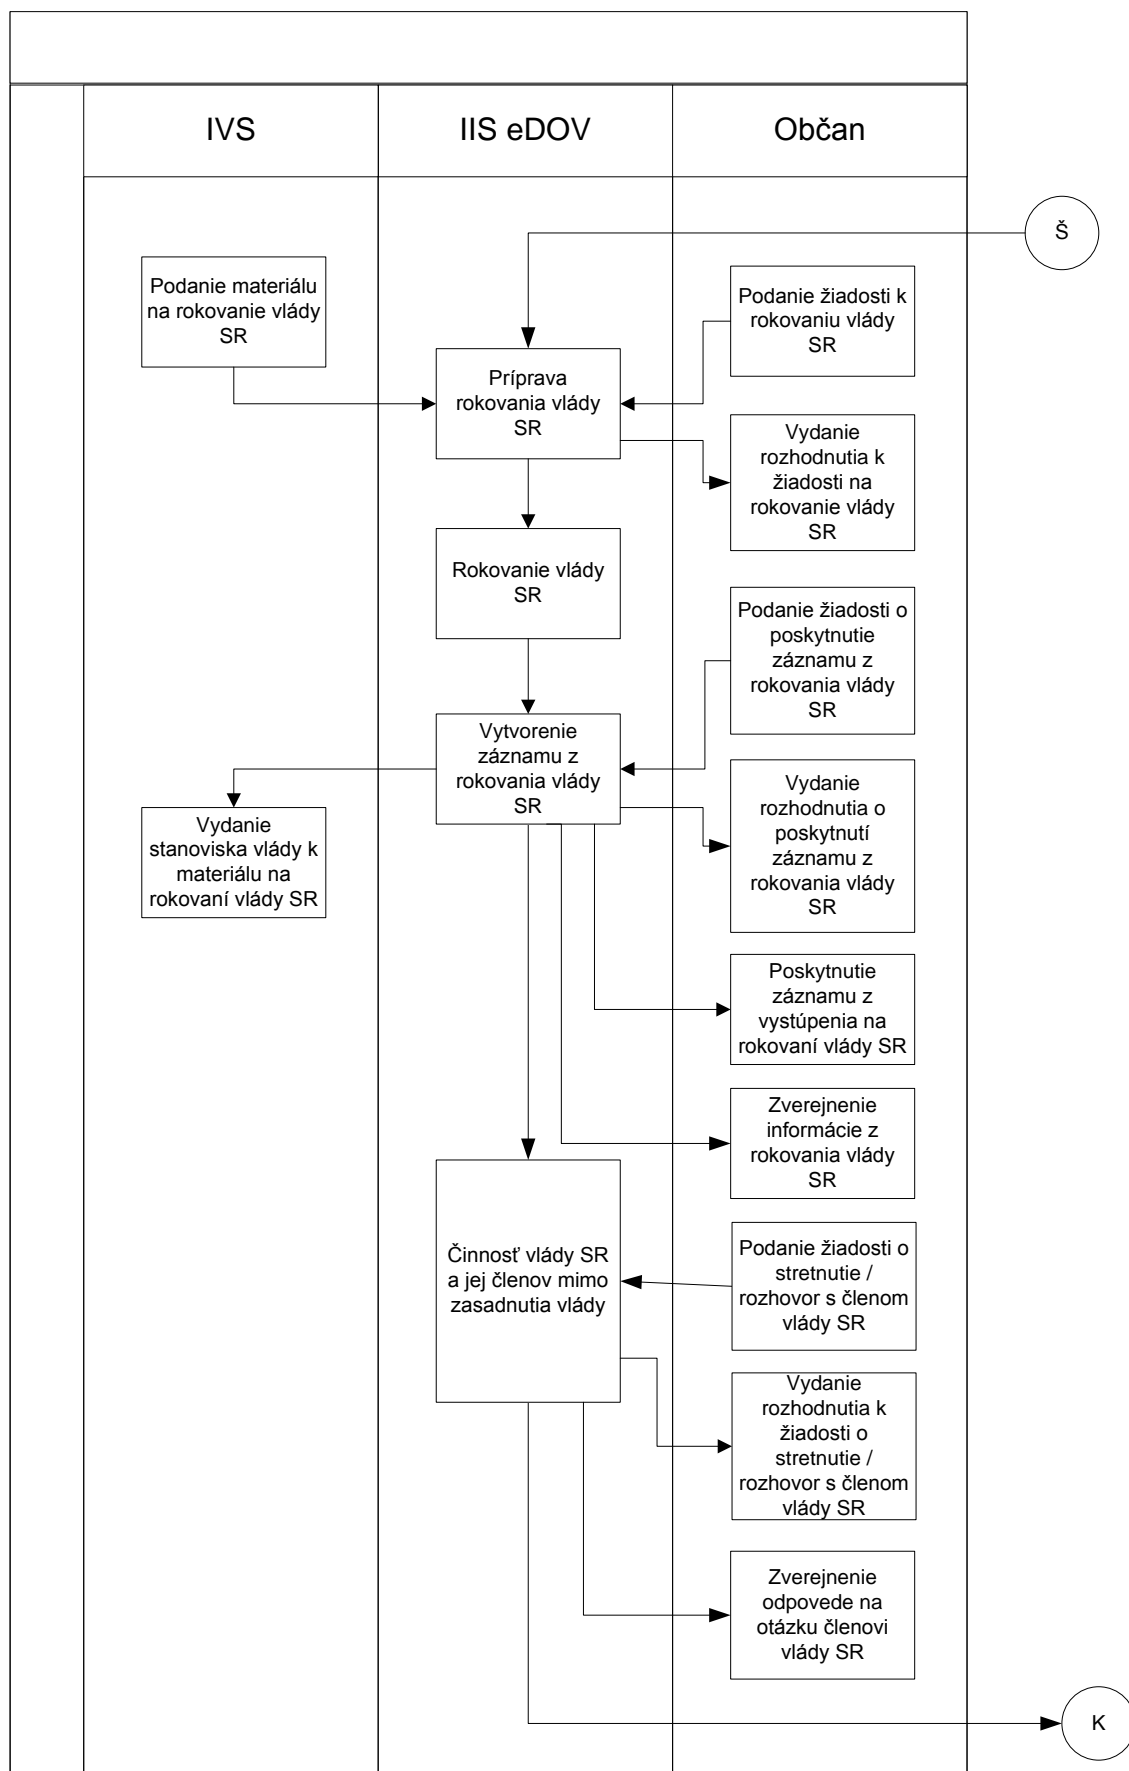 IVS
IIS eDOV
Občan
Š
Podanie materiálu
na rokovanie vlády
SR
Podanie žiadosti k
rokovaniu vlády
SR
Príprava
rokovania vlády
SR
Vydanie
rozhodnutia k
žiadosti na
rokovanie vlády
SR
Rokovanie vlády
SR
Podanie žiadosti o
poskytnutie
záznamu z
rokovania vlády
SR
Vytvorenie
záznamu z
rokovania vlády
SR
Vydanie
rozhodnutia o
poskytnutí
záznamu z
rokovania vlády
SR
Vydanie
stanoviska vlády k
materiálu na
rokovaní vlády SR
Poskytnutie
záznamu z
vystúpenia na
rokovaní vlády SR
Zverejnenie
informácie z
rokovania vlády
SR
Činnosť vlády SR
a jej členov mimo
zasadnutia vlády
Podanie žiadosti o
stretnutie /
rozhovor s členom
vlády SR
Vydanie
rozhodnutia k
žiadosti o
stretnutie /
rozhovor s členom
vlády SR
Zverejnenie
odpovede na
otázku členovi
vlády SR
K